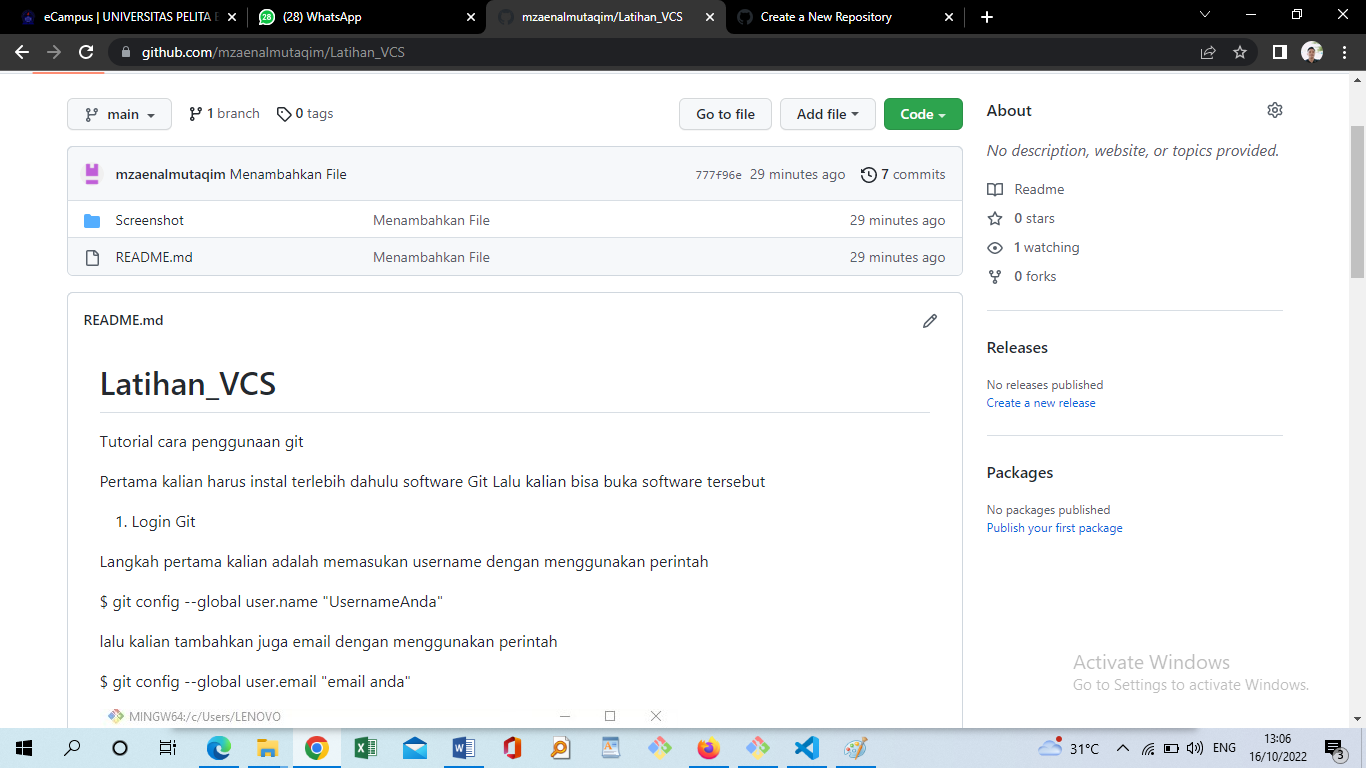 eCampus | UNIVERSITAS PELITA B
(28) WhatsApp
mzaenalmutaqim/Latihan_VCS
Create a New Repository
github.com/mzaenalmutaqim/Latihan_VCS
main
1 branch
0 tags
Go to file
Add file
Code
mzaenalmutaqim Menambahkan File
777f96e 29 minutes ago
7 commits
Screenshot Menambahkan File 29 minutes ago
README.md Menambahkan File 29 minutes ago
README.md
Latihan_VCS
Tutorial cara penggunaan git
Pertama kalian harus instal terlebih dahulu software Git Lalu kalian bisa buka software tersebut
1. Login Git
Langkah pertama kalian adalah memasukan username dengan menggunakan perintah
$ git config --global user.name "UsernameAnda"
lalu kalian tambahkan juga email dengan menggunakan perintah
$ git config --global user.email "email anda"
MINGW64:/c/Users/LENOVO
About
No description, website, or topics provided.
Readme
0 stars
1 watching
0 forks
Releases
No releases published
Create a new release
Packages
No packages published
Publish your first package
Activate Windows
Go to Settings to activate Windows.
31°C
ENG
13:06
16/10/2022
3